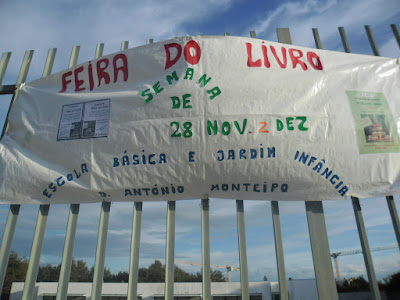 FEIRA DO LIVRO
SEMANA
DE
28 NOV. 2 DEZ
ESCOLA BÁSICA E JARDIM INFÂNCIA
D. ANTÓNIO MONTEIPO